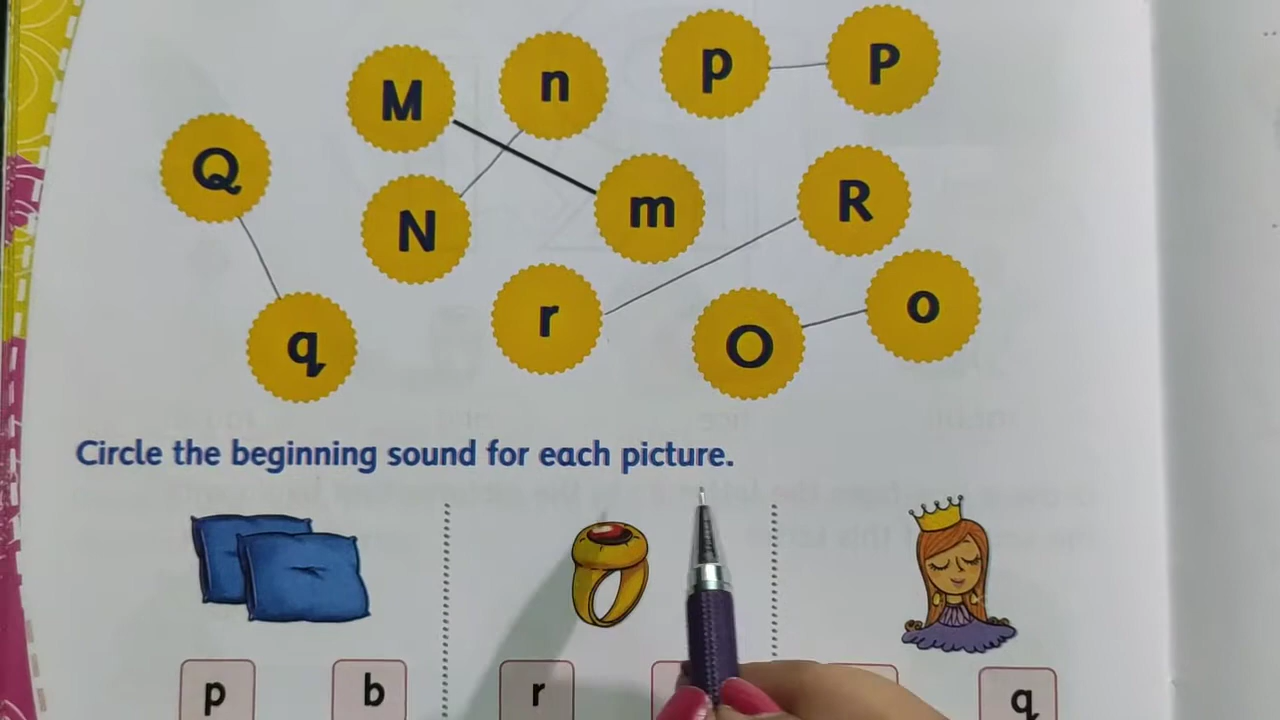 M n p P
Q N m R
q r O o
Circle the beginning sound for each picture.
p b r q